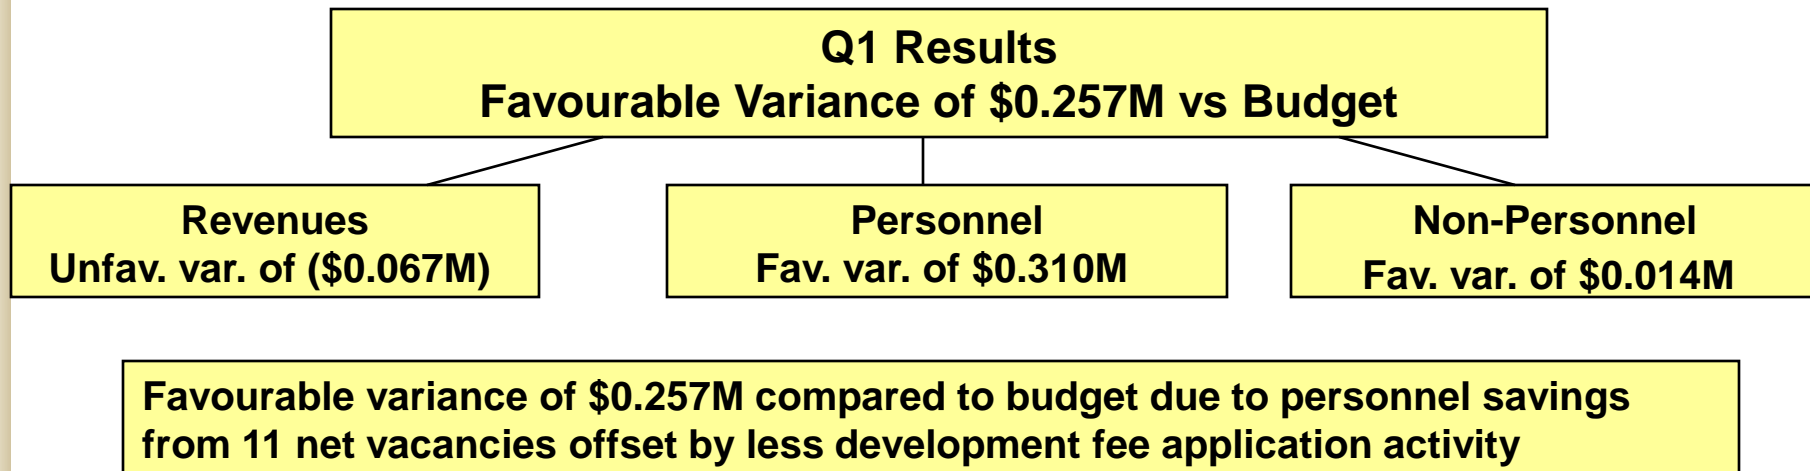 Q1 Results
Favourable Variance of $0.257M vs Budget
Revenues
Unfav. var. of ($0.067M)
Personnel
Fav. var. of $0.310M
Non-Personnel
Fav. var. of $0.014M
Favourable variance of $0.257M compared to budget due to personnel savings
from 11 net vacancies offset by less development fee application activity